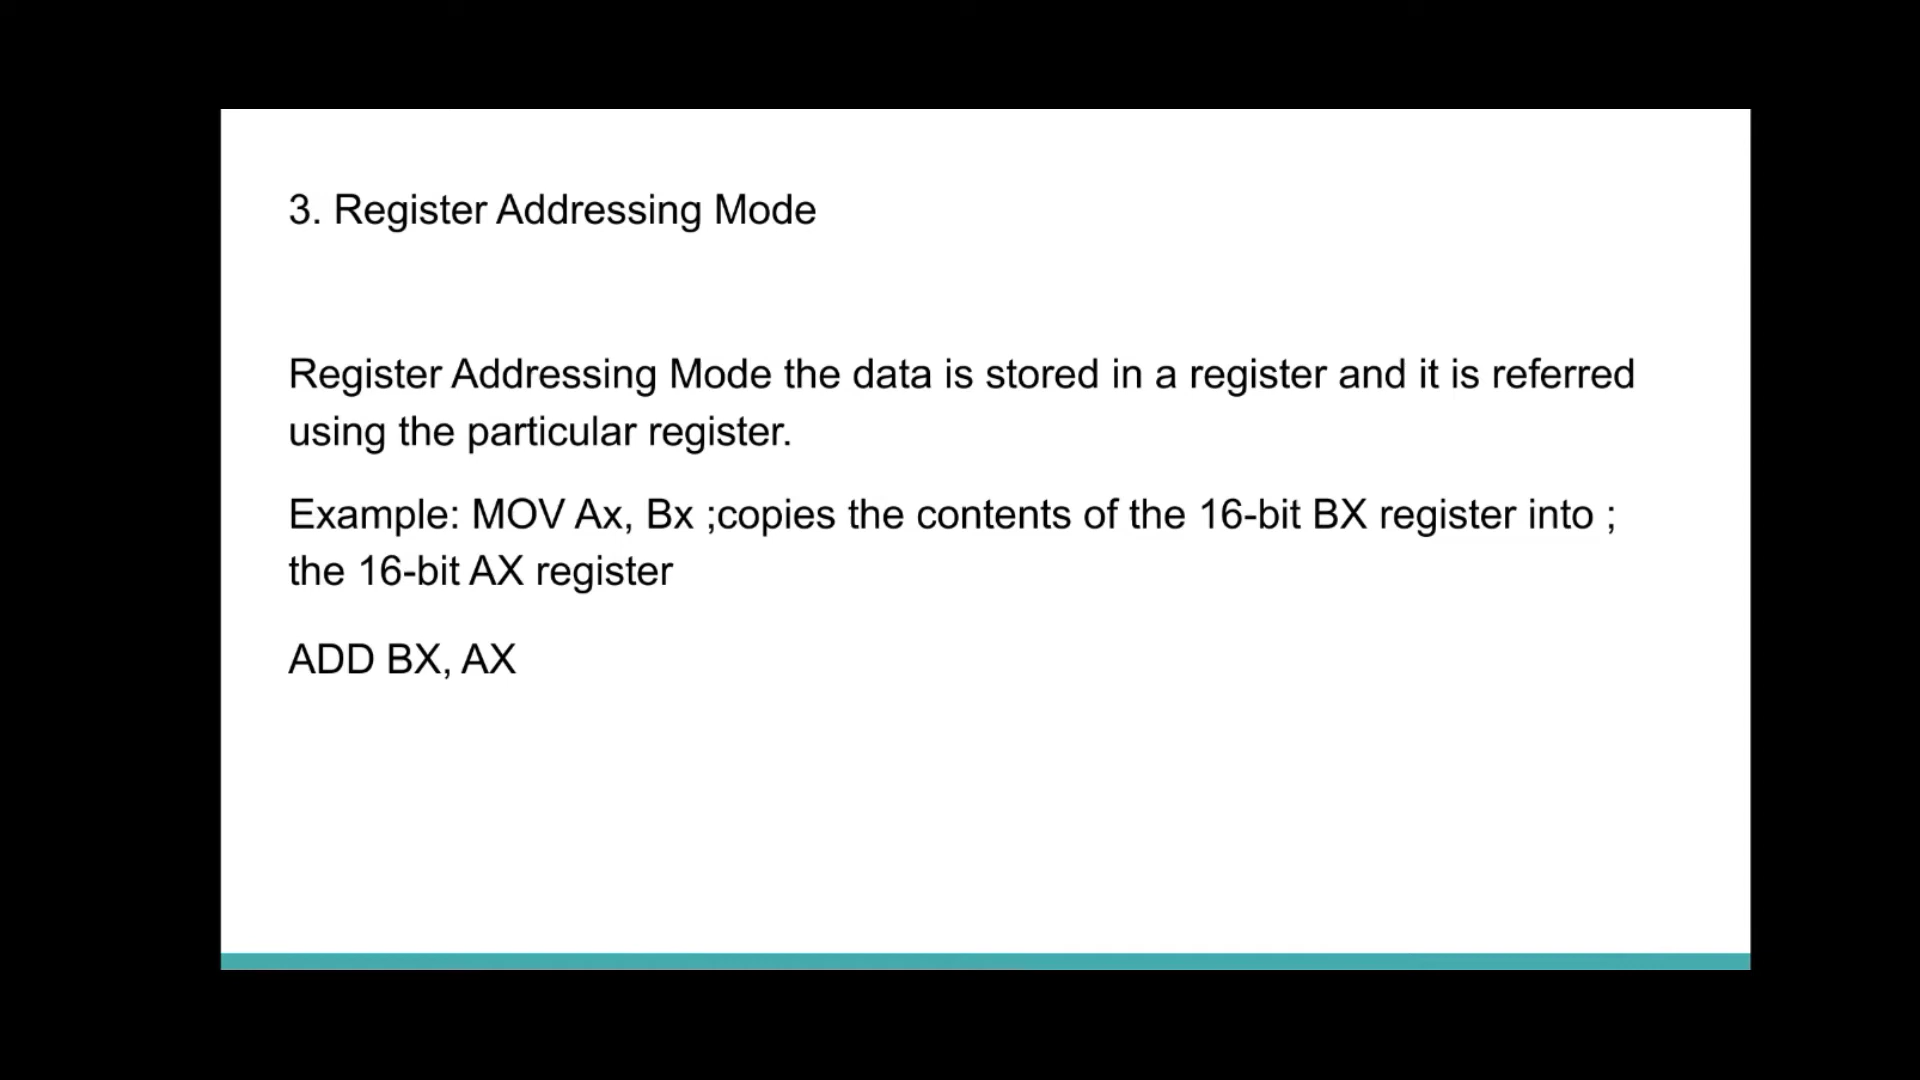 3. Register Addressing Mode
Register Addressing Mode the data is stored in a register and it is referred
using the particular register.
Example: MOV Ax, Bx ;copies the contents of the 16-bit BX register into ;
the 16-bit AX register
ADD BX, AX